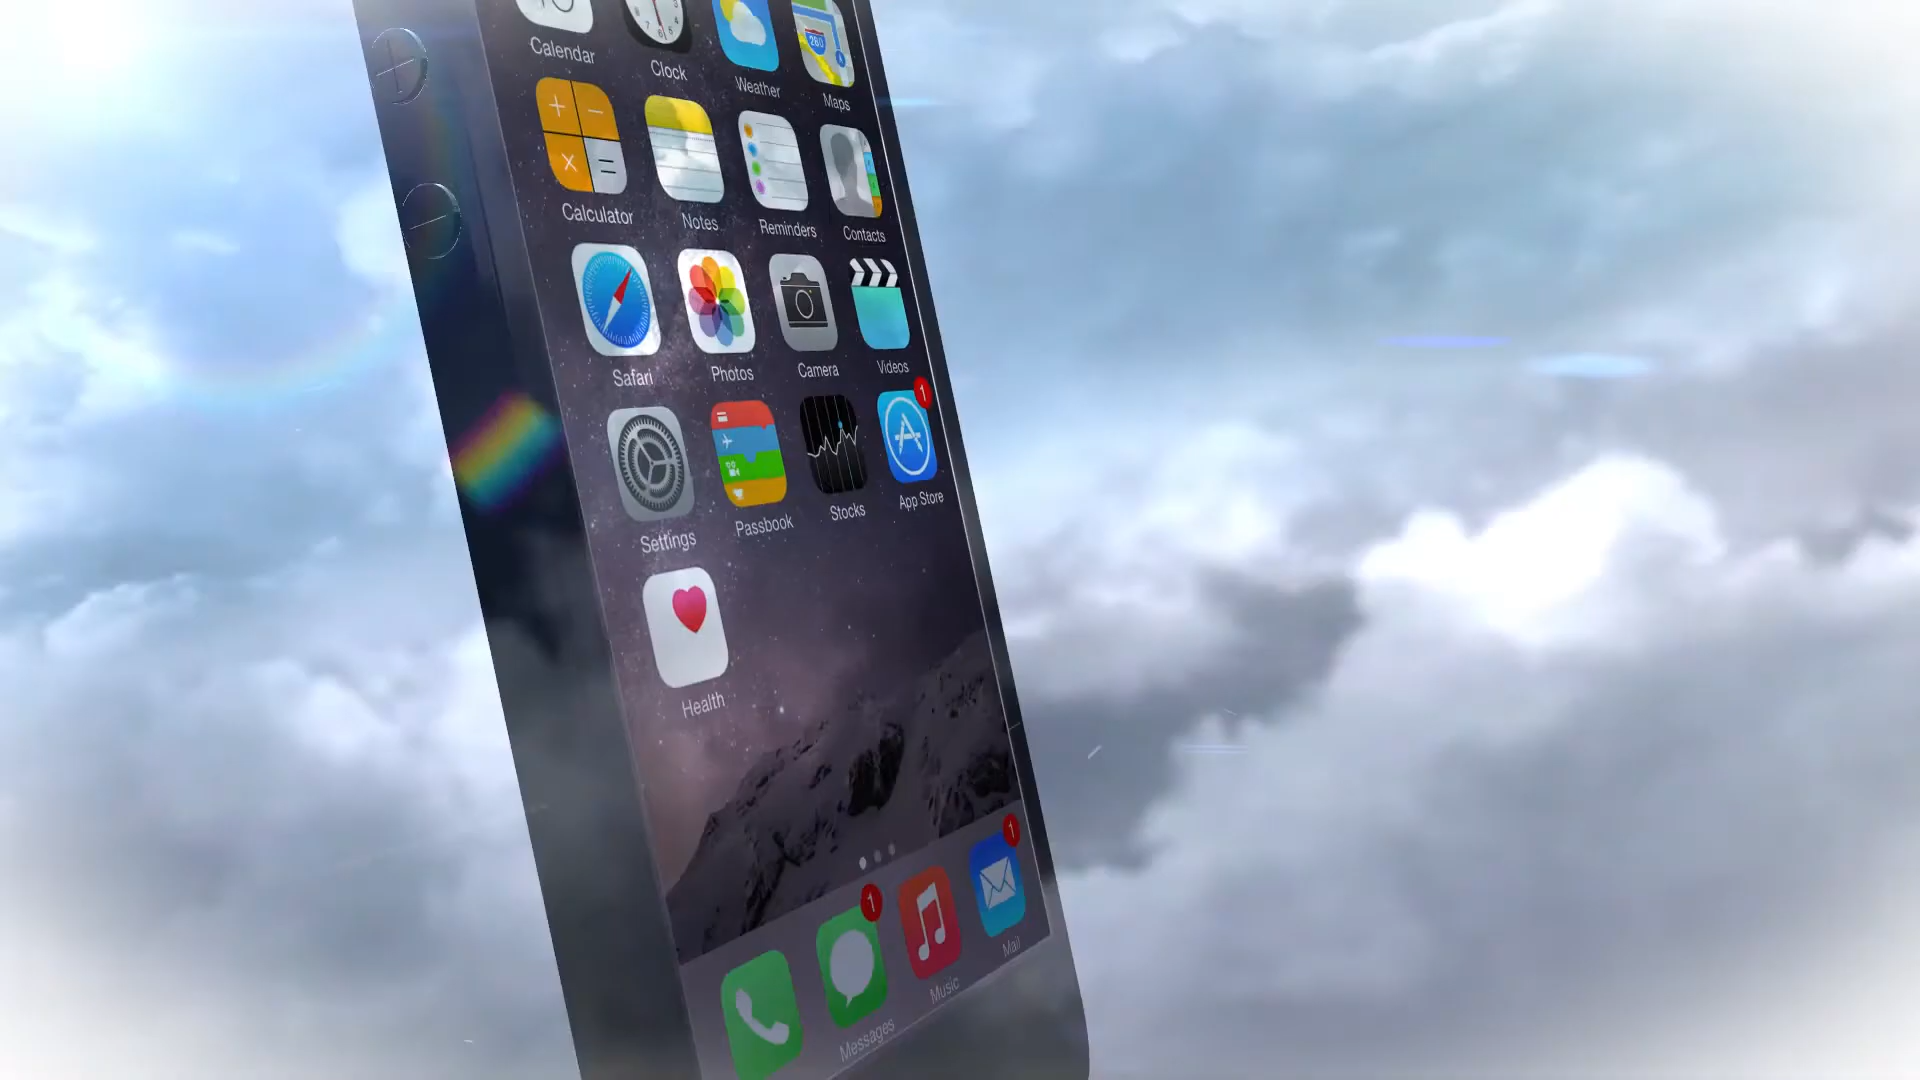 Calendar
Clock
Weather
Maps
280
Calculator
Notes
Reminders
Contacts
Safari
Photos
Camera
Videos
1
Settings
Passbook
Stocks
App Store
Health
1
1
Messages
Music
Mail